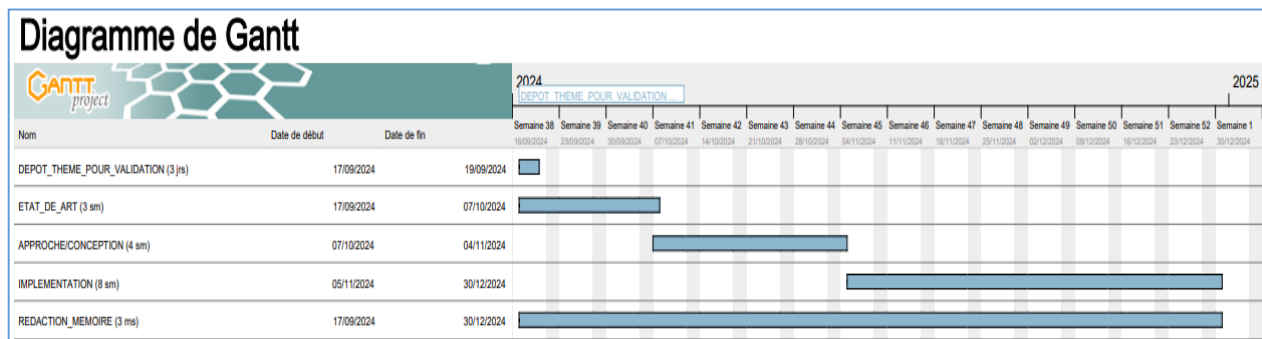 Diagramme de Gantt
GANTT
project
2024 2025
DEPOT_THEME_POUR_VALIDATION ...
Nom Date de début Date de fin
Semaine 38 Semaine 39 Semaine 40 Semaine 41 Semaine 42 Semaine 43 Semaine 44 Semaine 45 Semaine 46 Semaine 47 Semaine 48 Semaine 49 Semaine 50 Semaine 51 Semaine 52 Semaine 1
16/09/2024 23/09/2024 30/09/2024 07/10/2024 14/10/2024 21/10/2024 28/10/2024 04/11/2024 11/11/2024 18/11/2024 25/11/2024 02/12/2024 09/12/2024 16/12/2024 23/12/2024 30/12/2024
DEPOT_THEME_POUR_VALIDATION (3 jrs) 17/09/2024 19/09/2024
ETAT_DE_ART (3 sm) 17/09/2024 07/10/2024
APPROCHE/CONCEPTION (4 sm) 07/10/2024 04/11/2024
IMPLEMENTATION (8 sm) 05/11/2024 30/12/2024
REDACTION_MEMOIRE (3 ms) 17/09/2024 30/12/2024